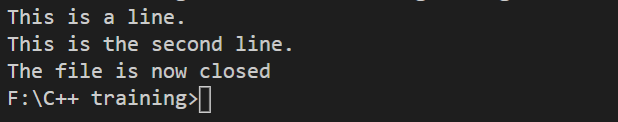 This is a line.
This is the second line.
The file is now closed
F:\C++ training>